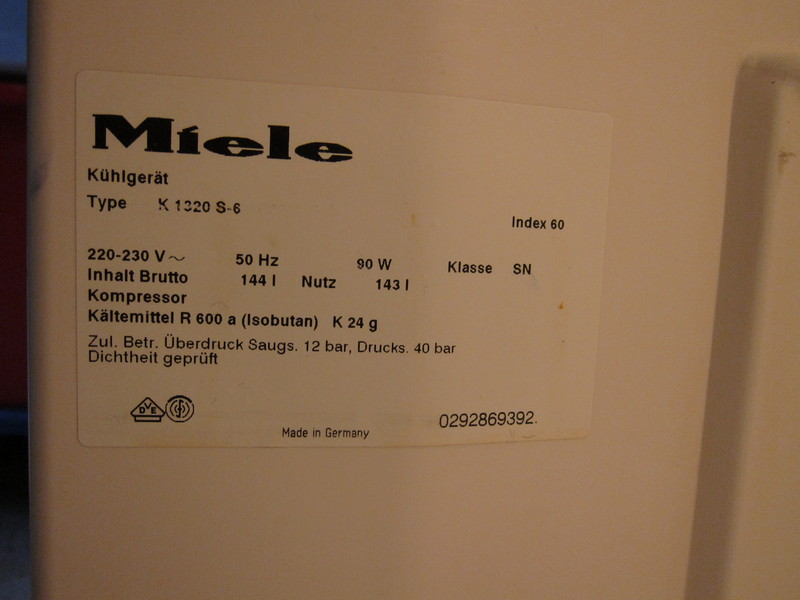 Miele
Kühlgerät
Type K 1320 S-6
Index 60
220-230 V ~ 50 Hz 90 W Klasse SN
Inhalt Brutto 144 l Nutz 143 l
Kompressor
Kältemittel R 600 a (Isobutan) K 24 g
Zul. Betr. Überdruck Saugs. 12 bar, Drucks. 40 bar
Dichtheit geprüft
DVE
Made in Germany
0292869392.